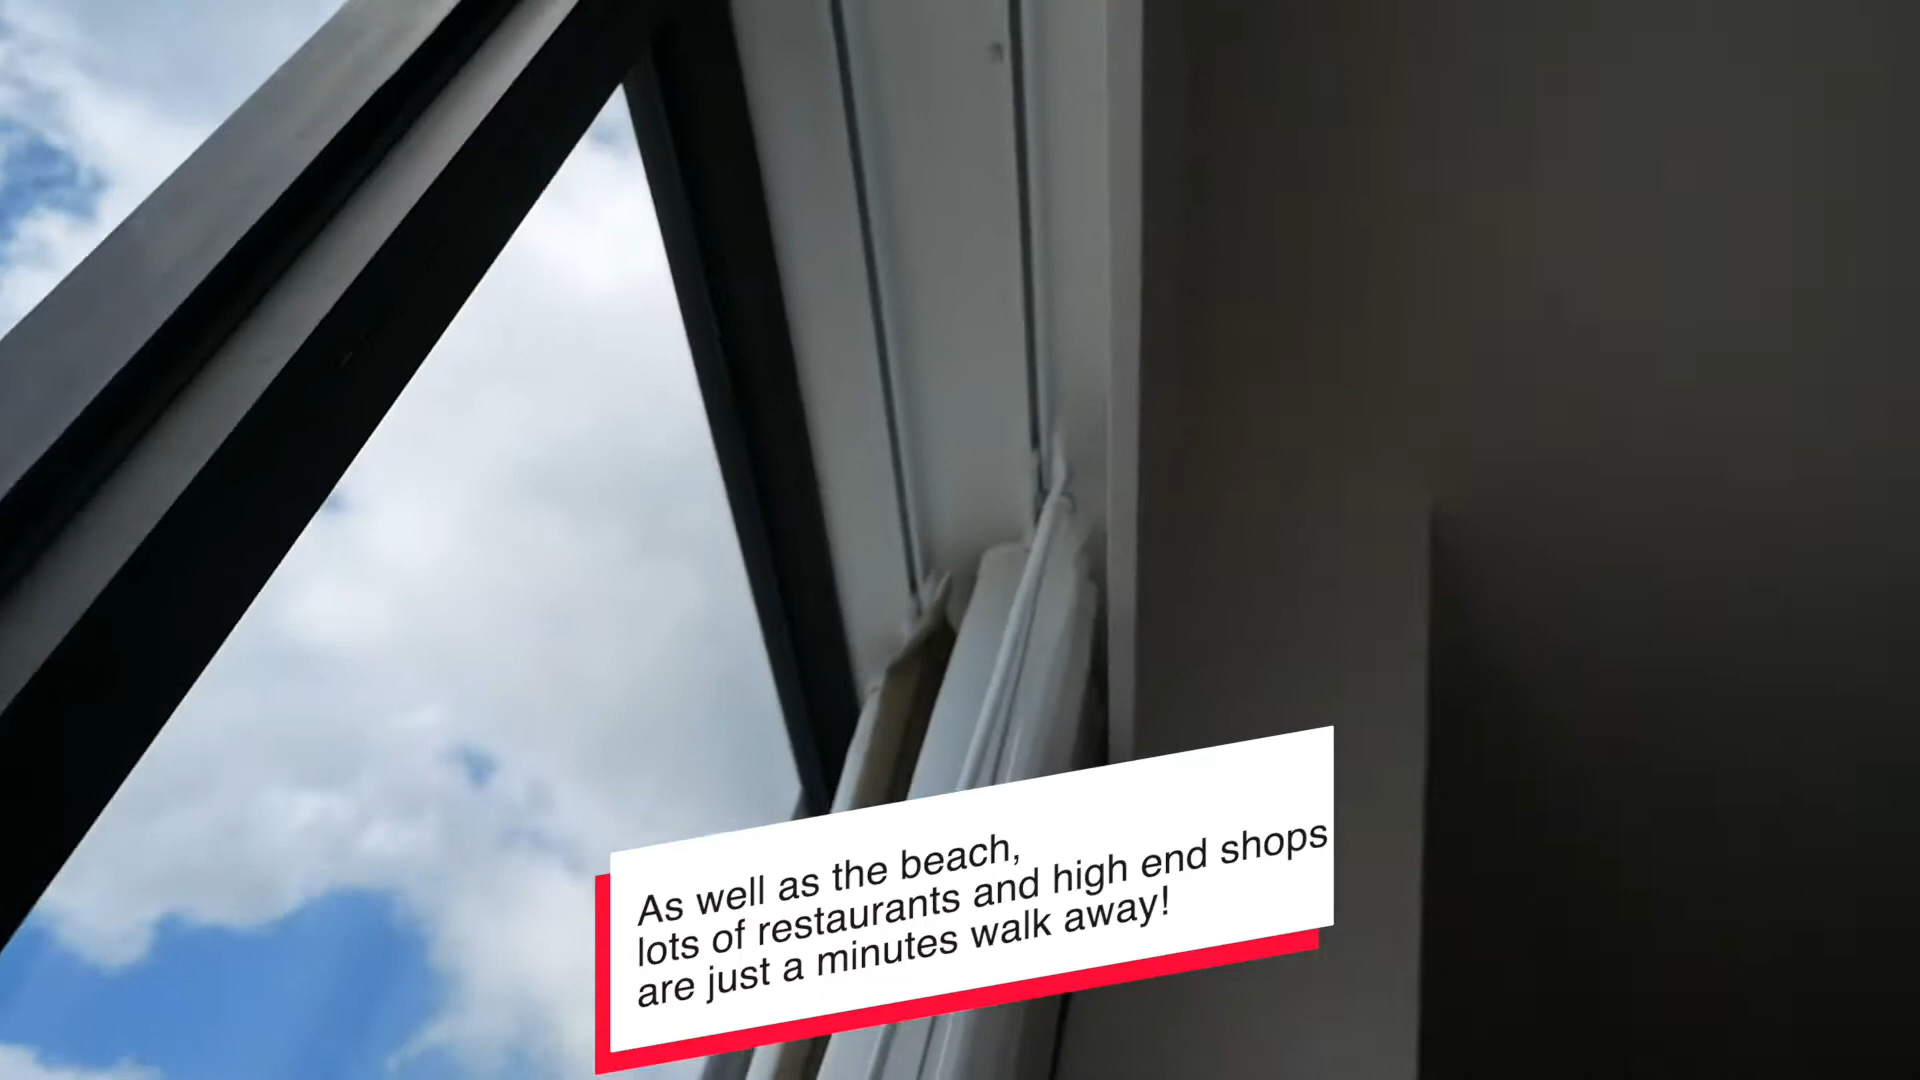 As well as the beach,
lots of restaurants and high end shops
are just a minutes walk away!